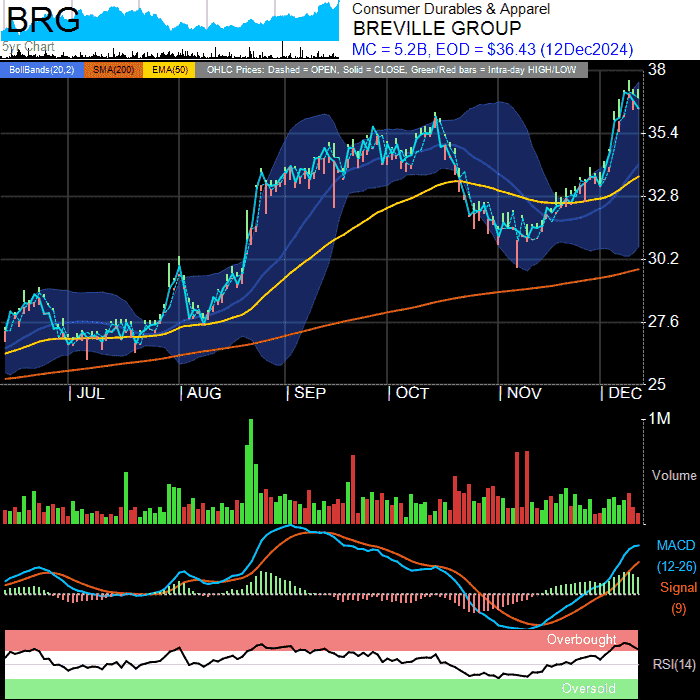 BRG
5yr Chart
Consumer Durables & Apparel
BREVILLE GROUP
MC = 5.2B, EOD = $36.43 (12Dec2024)
BollBands(20,2) SMA(200) EMA(50) OHLC Prices: Dashed = OPEN, Solid = CLOSE, Green/Red bars = Intra-day HIGH/LOW
38
35.4
32.8
30.2
27.6
25
| JUL | AUG | SEP | OCT | NOV | DEC
1M
Volume
MACD
(12-26)
Signal
(9)
Overbought
RSI(14)
Oversold